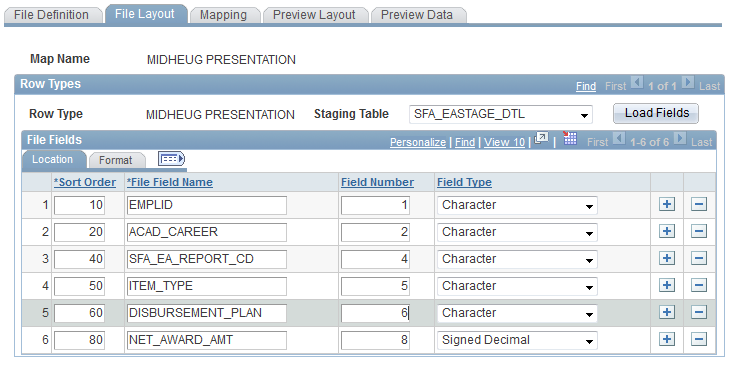 File Definition File Layout Mapping Preview Layout Preview Data
Map Name MIDHEUG PRESENTATION
Row Types Find First 1 of 1 Last
Row Type MIDHEUG PRESENTATION Staging Table SFA_EASTAGE_DTL Load Fields
File Fields Personalize | Find | View 10 | | First 1-6 of 6 Last
Location Format
*Sort Order *File Field Name Field Number Field Type
1 10 EMPLID 1 Character
2 20 ACAD_CAREER 2 Character
3 40 SFA_EA_REPORT_CD 4 Character
4 50 ITEM_TYPE 5 Character
5 60 DISBURSEMENT_PLAN 6 Character
6 80 NET_AWARD_AMT 8 Signed Decimal